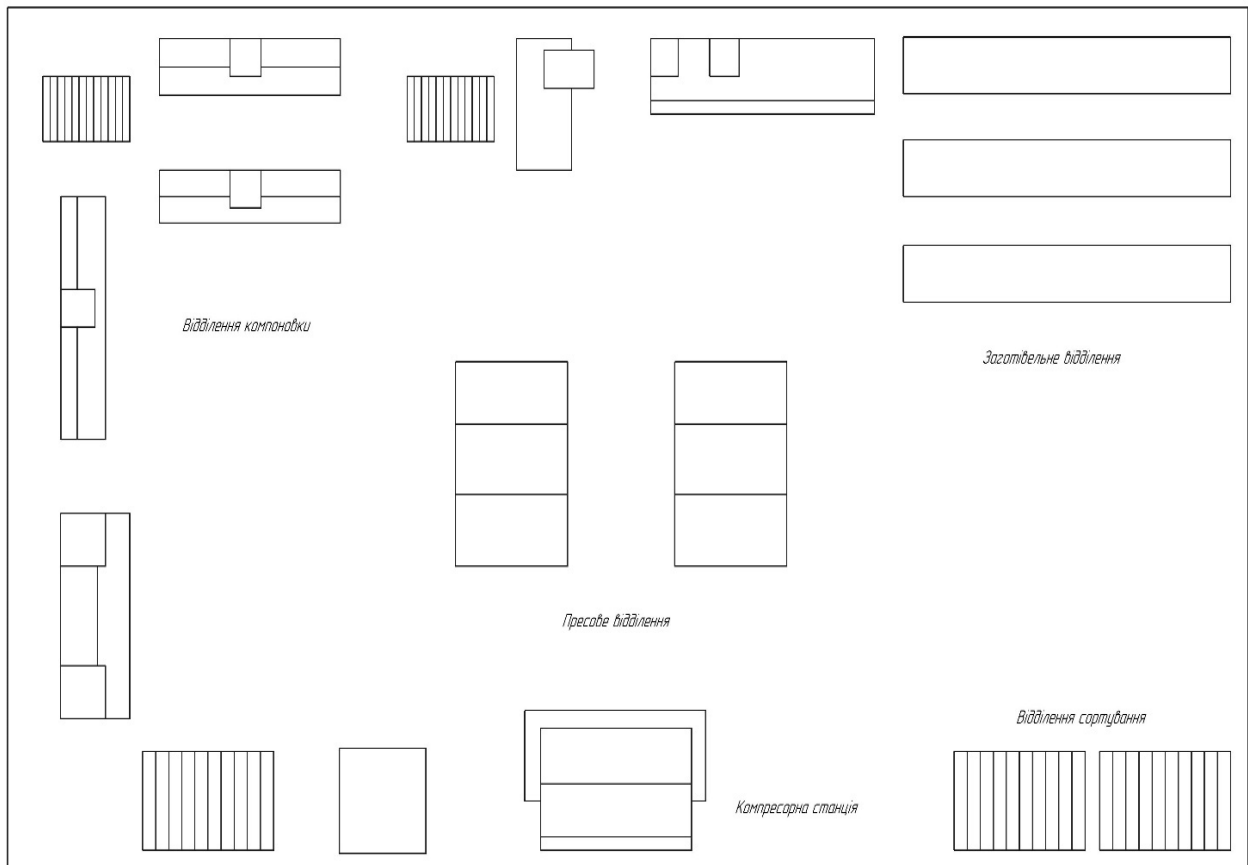 Відділення компоновки
Заготівельне відділення
Пресове відділення
Відділення сортування
Компресорна станція